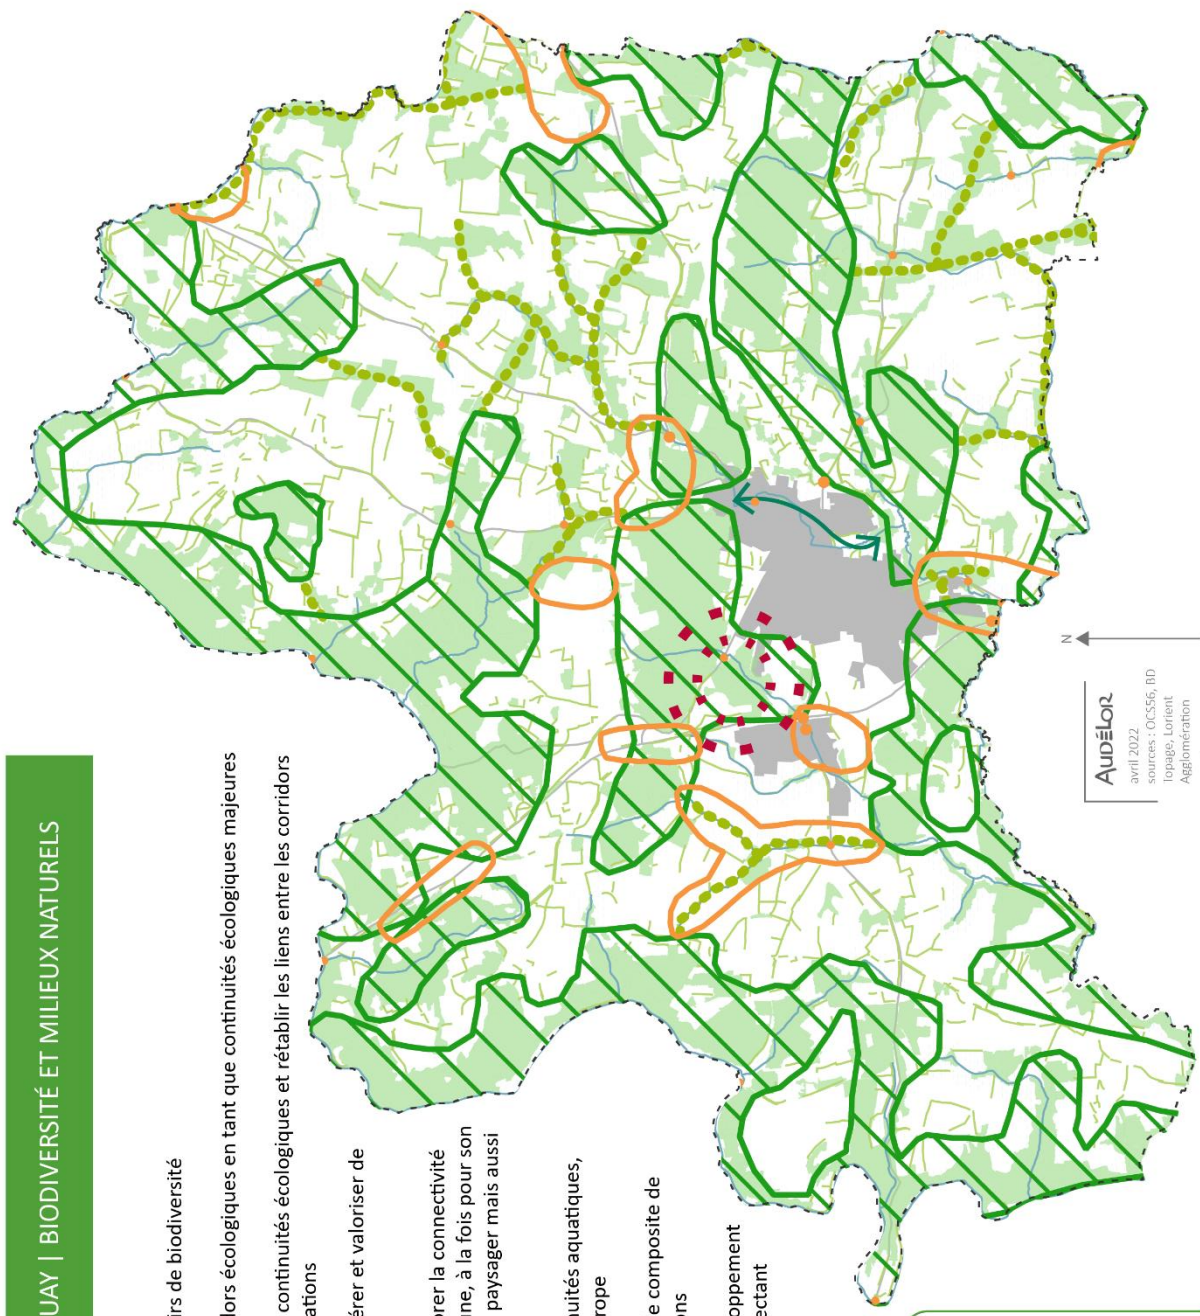 UAY | BIODIVERSITÉ ET MILIEUX NATURELS
irs de biodiversité
lors écologiques en tant que continuités écologiques majeures
continuités écologiques et rétablir les liens entre les corridors
ations
érer et valoriser de
orer la connectivité
ne, à la fois pour son
paysager mais aussi
uités aquatiques,
rope
e composite de
ons
oppement
ectant
N
AUDÉLOR
avril 2022
sources : OCS56, BD
Topage, Lorient
Agglomération